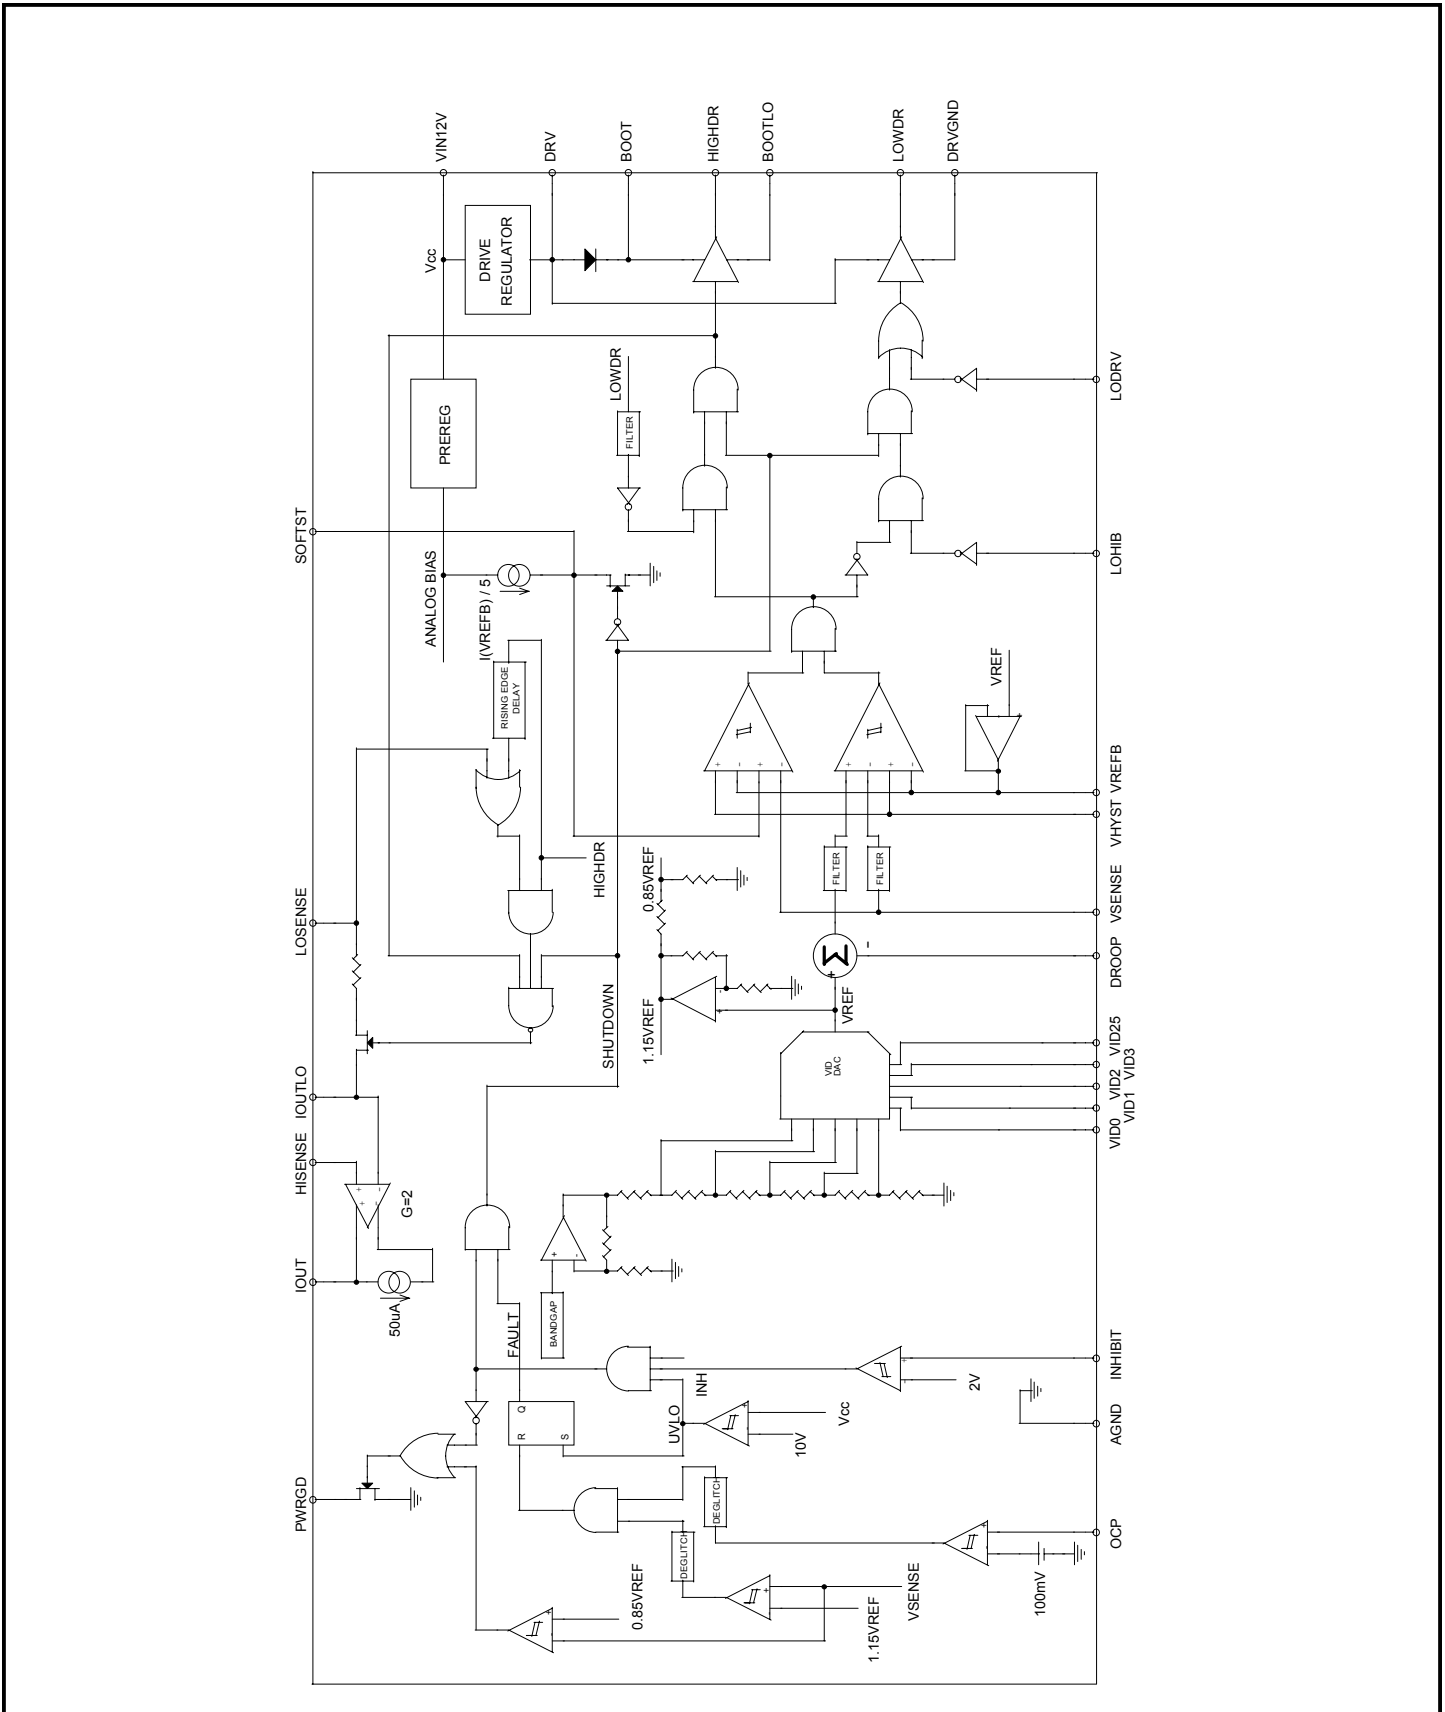 VIN12V
DRV
BOOT
HIGHDR
BOOTLO
LOWDR
DRVGND
Vcc
DRIVE
REGULATOR
PREREG
ANALOG BIAS
SOFTST
I(VREFB) / 5
LOWDR
FILTER
LODRV
LOHIB
RISING EDGE
DELAY
HIGHDR
LOSENSE
SHUTDOWN
+
-
+
-
+
-
+
-
VREF
+
-
VREFB
VHYST
FILTER
FILTER
VSENSE
DROOP
0.85VREF
1.15VREF
+
-
Σ
+
-
VREF
VID
DAC
VID25
VID3
VID2
VID1
VID0
IOUTLO
HISENSE
IOUT
+
-
+
-
G=2
50uA
+
-
BANDGAP
FAULT
INH
UVLO
Q
R
S
+
-
2V
INHIBIT
AGND
+
Vcc
10V
PWRGD
DEGLITCH
DEGLITCH
+
OCP
100mV
+
VSENSE
1.15VREF
+
0.85VREF